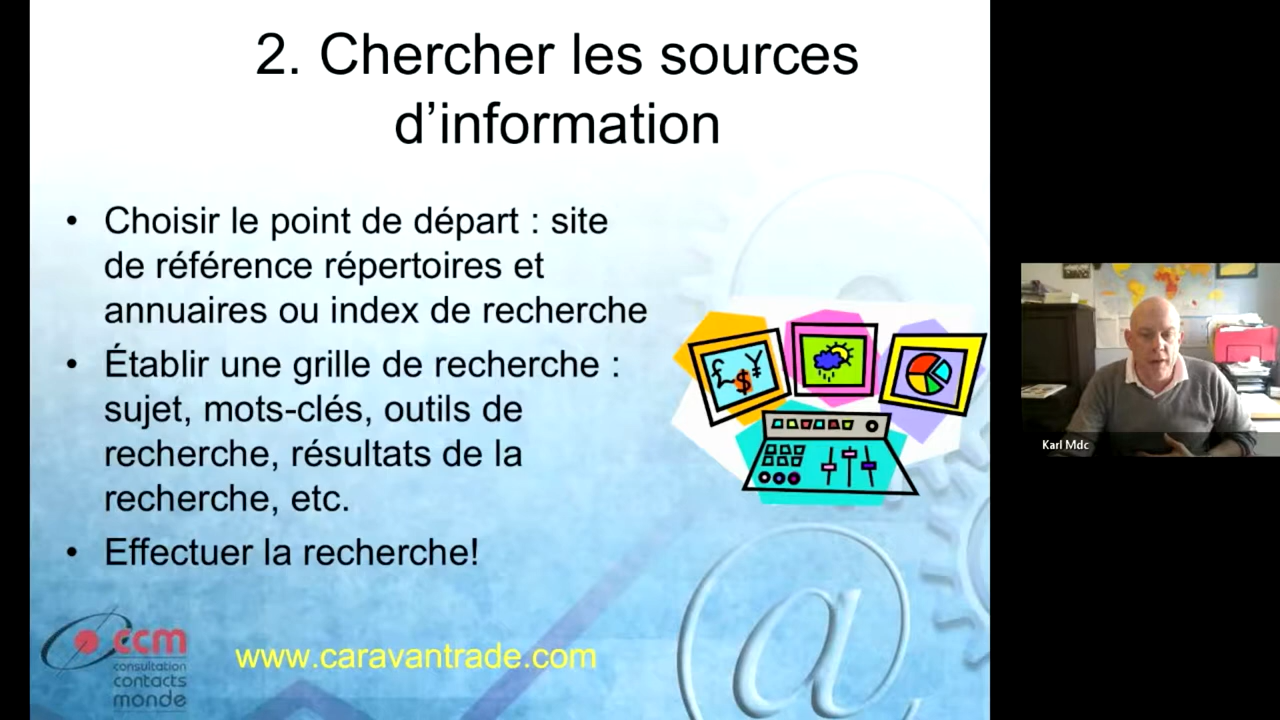 2. Chercher les sources
d’information
• Choisir le point de départ : site
de référence répertoires et
annuaires ou index de recherche
• Établir une grille de recherche :
sujet, mots-clés, outils de
recherche, résultats de la
recherche, etc.
• Effectuer la recherche!
£ $ ¥
ccm
consultation
contacts
monde
www.caravantrade.com
@
Karl Mdc